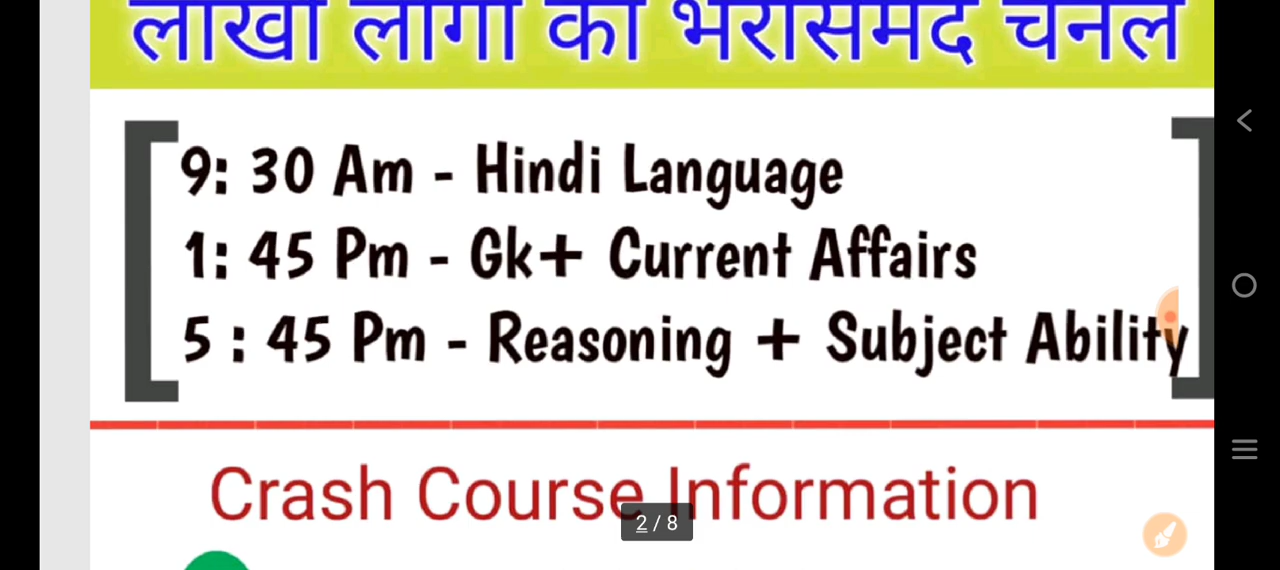 लाखों लोगों का भरोसेमंद चैनल
9: 30 Am - Hindi Language
1: 45 Pm - Gk+ Current Affairs
5 : 45 Pm - Reasoning + Subject Ability
Crash Course Information
2 / 8